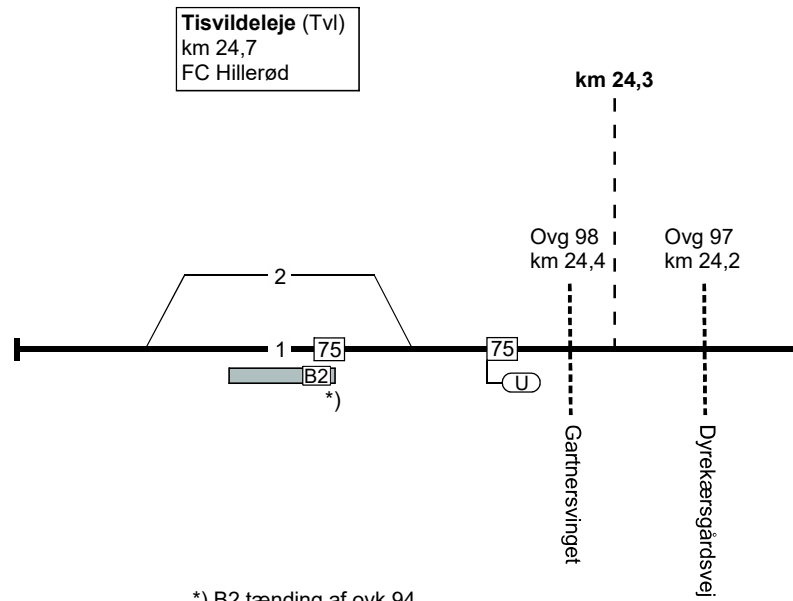 Tisvildeleje (Tvl)
km 24,7
FC Hillerød
km 24,3
Ovg 98
km 24,4
Ovg 97
km 24,2
2
1
75
75
B2
U
*)
Gartnersvinget
Dyrekærsgårdsvej
*) B2 tænding af ovk 94